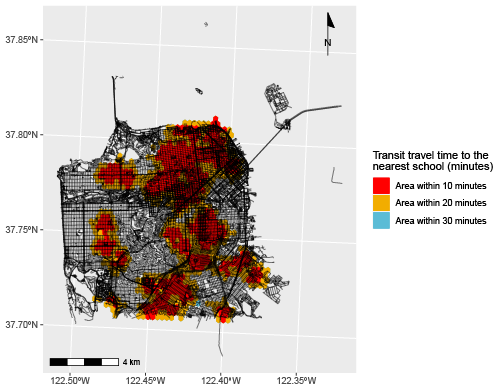 37.85°N
37.80°N
37.75°N
37.70°N
122.50°W
122.45°W
122.40°W
122.35°W
N
4 km
Transit travel time to the
nearest school (minutes)
Area within 10 minutes
Area within 20 minutes
Area within 30 minutes